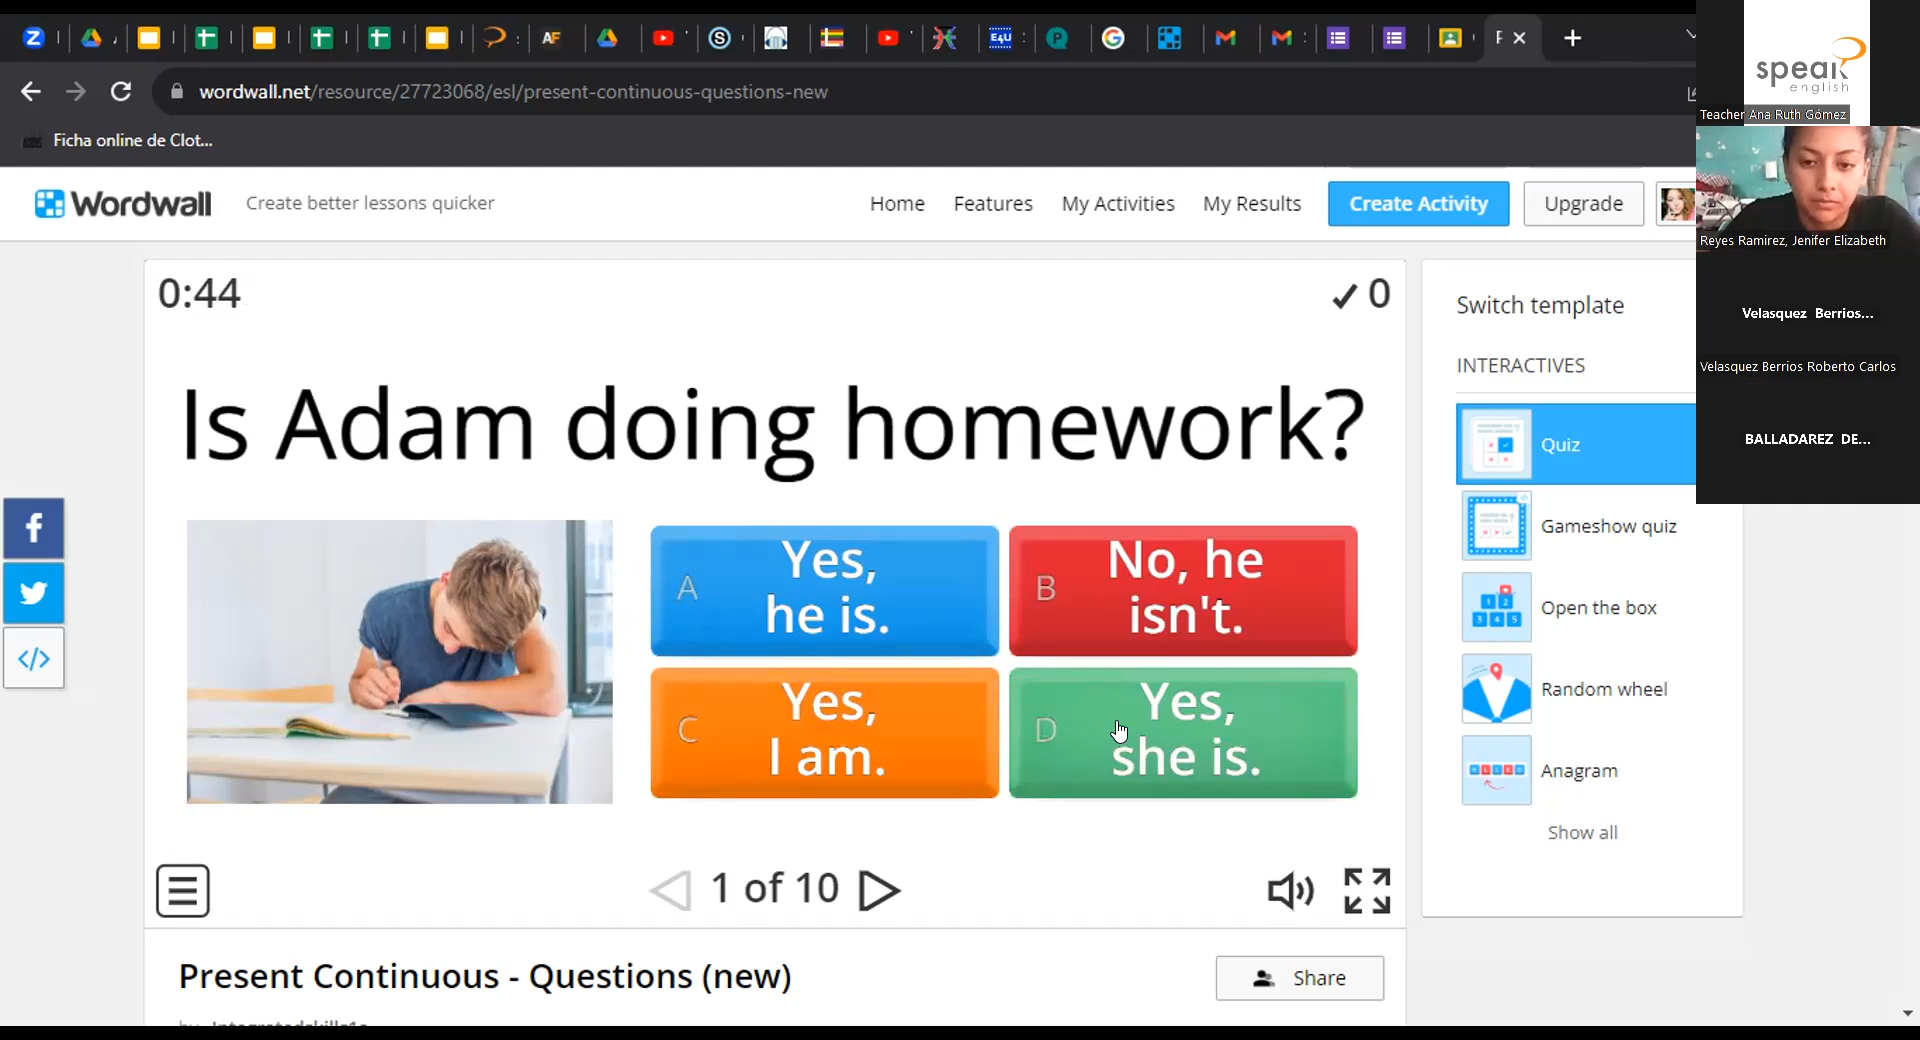 wordwall.net/resource/27723068/esl/present-continuous-questions-new
Ficha online de Clot...
Wordwall
Create better lessons quicker
Home
Features
My Activities
My Results
Create Activity
Upgrade
speak
english
Teacher Ana Ruth Gómez
Reyes Ramirez, Jenifer Elizabeth
Velasquez Berrios...
Velasquez Berrios Roberto Carlos
BALLADAREZ DE...
0:44
0
Is Adam doing homework?
A
Yes,
he is.
B
No, he
isn't.
C
Yes,
I am.
D
Yes,
she is.
1 of 10
Switch template
INTERACTIVES
Quiz
Gameshow quiz
Open the box
Random wheel
Anagram
Show all
Present Continuous - Questions (new)
Share